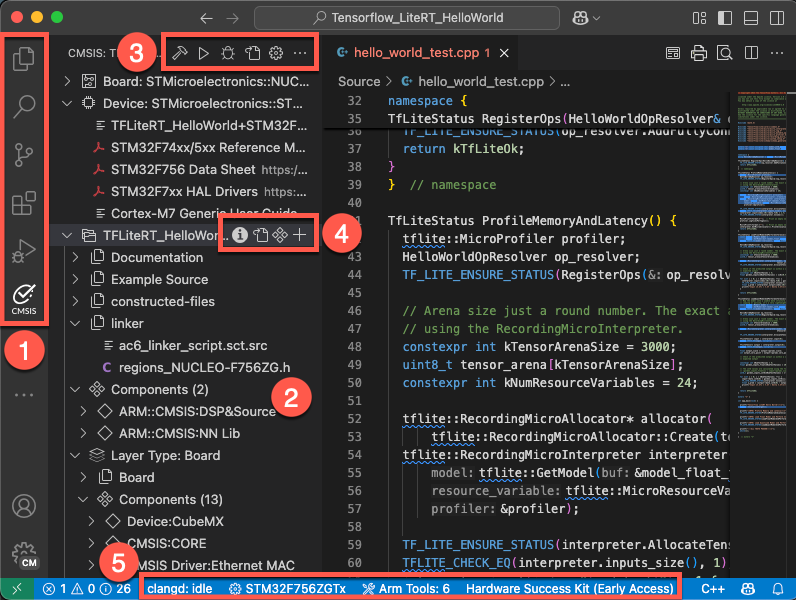 Tensorflow_LiteRT_HelloWorld
CMSIS: T
3
hello_world_test.cpp 1
Board: STMicroelectronics::NUC...
Device: STMicroelectronics::ST...
TFLiteRT_HelloWorld+STM32F...
STM32F74xx/5xx Reference M...
STM32F756 Data Sheet https:/...
STM32F7xx HAL Drivers https:...
Cortex-M7 Generic User Guide
TFLiteRT_HelloWor...
4
Documentation
Example Source
constructed-files
linker
ac6_linker_script.sct.src
C regions_NUCLEO-F756ZG.h
Components (2)
2
ARM::CMSIS:DSP&Source
ARM::CMSIS:NN Lib
Layer Type: Board
Board
Components (13)
Device:CubeMX
CMSIS:CORE
CMSIS Driver:Ethernet MAC
CMSIS
1
CM
5
Source > hello_world_test.cpp > ...
32 namespace {
35 TfLiteStatus RegisterOps(HelloWorldOpResolver&
36 TF_LITE_ENSURE_STATUS(op_resolver.AddFullyCon
37 return kTfLiteOk;
38 }
39 } // namespace
40
41 TfLiteStatus ProfileMemoryAndLatency() {
42 tflite::MicroProfiler profiler;
43 HelloWorldOpResolver op_resolver;
44 TF_LITE_ENSURE_STATUS(RegisterOps(&: op_resolv
45
46 // Arena size just a round number. The exact
47 // using the RecordingMicroInterpreter.
48 constexpr int kTensorArenaSize = 3000;
49 uint8_t tensor_arena[kTensorArenaSize];
50 constexpr int kNumResourceVariables = 24;
51
52 tflite::RecordingMicroAllocator* allocator(
53 tflite::RecordingMicroAllocator::Create(te
54 tflite::RecordingMicroInterpreter interpreter
55 model: tflite::GetModel(buf: &model_float_
56 resource_variable: tflite::MicroResourceVa
57 profiler: &profiler);
58
59 TF_LITE_ENSURE_STATUS(interpreter.AllocateTens
60 TFLITE_CHECK_EQ(interpreter.inputs_size(), 1)
1 0 26 clangd: idle STM32F756ZGTx Arm Tools: 6 Hardware Success Kit (Early Access) C++